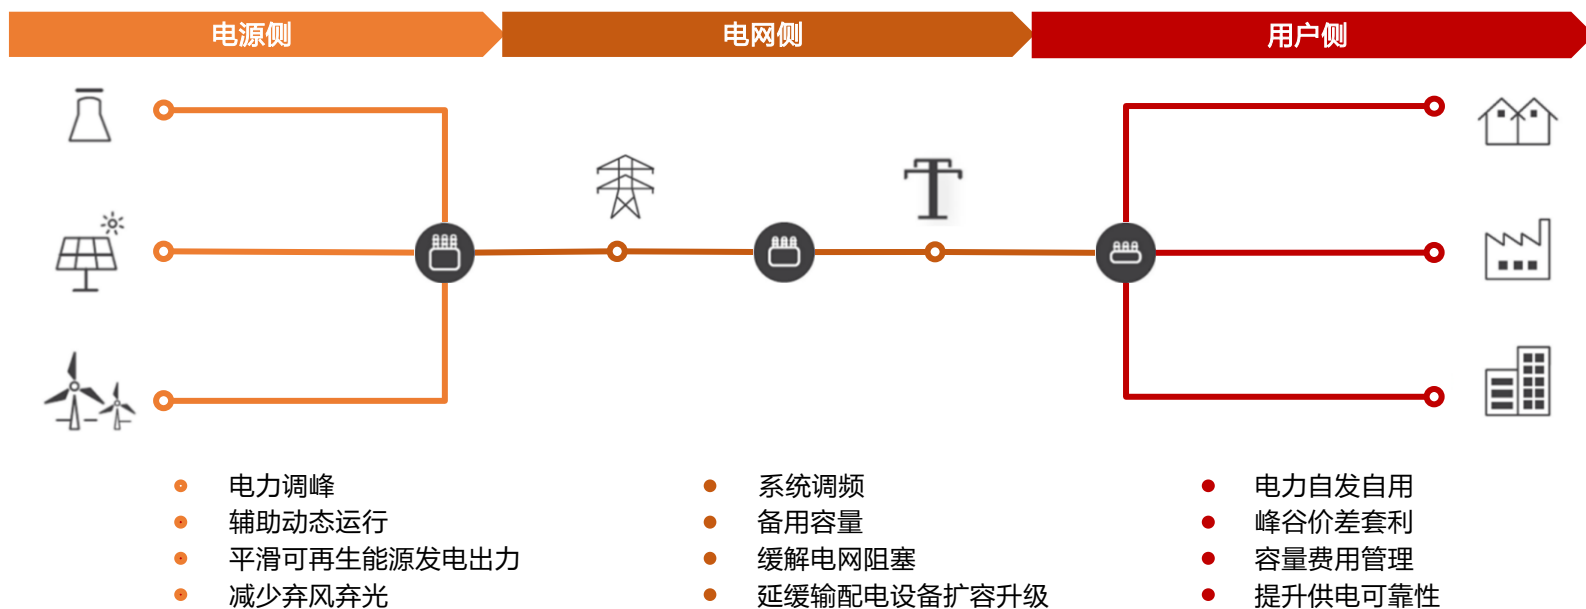 电源侧
电网侧
用户侧
电力调峰
辅助动态运行
平滑可再生能源发电出力
减少弃风弃光
系统调频
备用容量
缓解电网阻塞
延缓输配电设备扩容升级
电力自发自用
峰谷价差套利
容量费用管理
提升供电可靠性